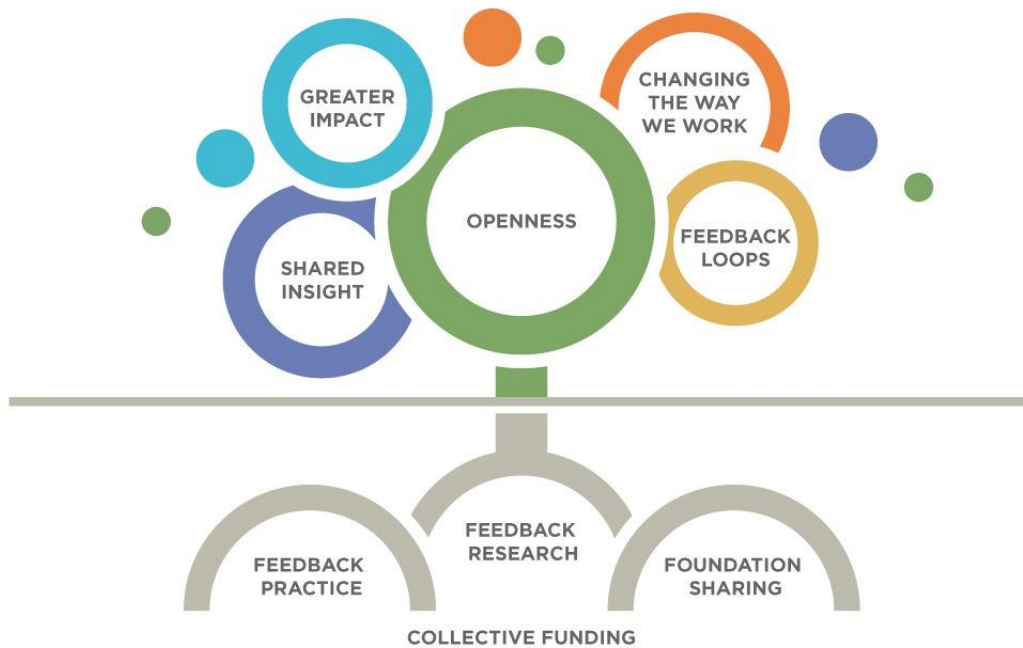 GREATER
IMPACT
CHANGING
THE WAY
WE WORK
OPENNESS
FEEDBACK
LOOPS
SHARED
INSIGHT
FEEDBACK
PRACTICE
FEEDBACK
RESEARCH
FOUNDATION
SHARING
COLLECTIVE FUNDING